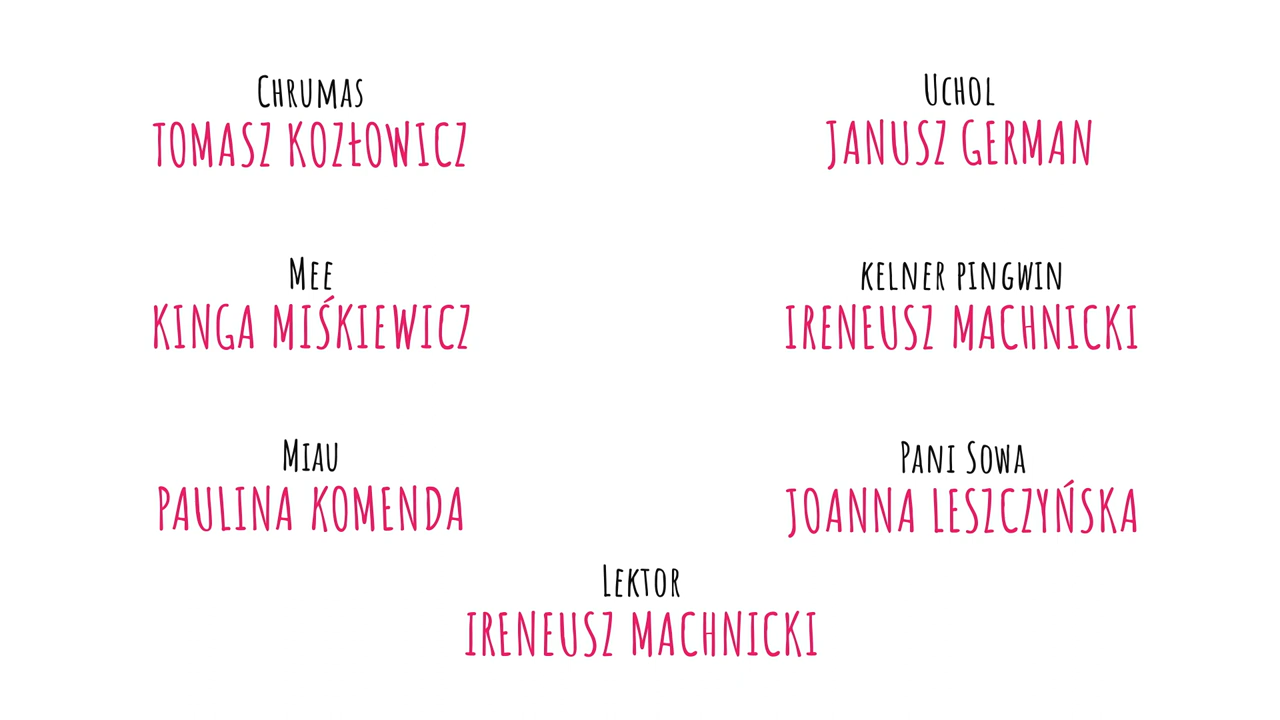 Chrumas
TOMASZ KOZŁOWICZ
Uchol
JANUSZ GERMAN
Mee
KINGA MIŚKIEWICZ
KELNER PINGWIN
IRENEUSZ MACHNICKI
Miau
PAULINA KOMENDA
Pani Sowa
JOANNA LESZCZYŃSKA
Lektor
IRENEUSZ MACHNICKI